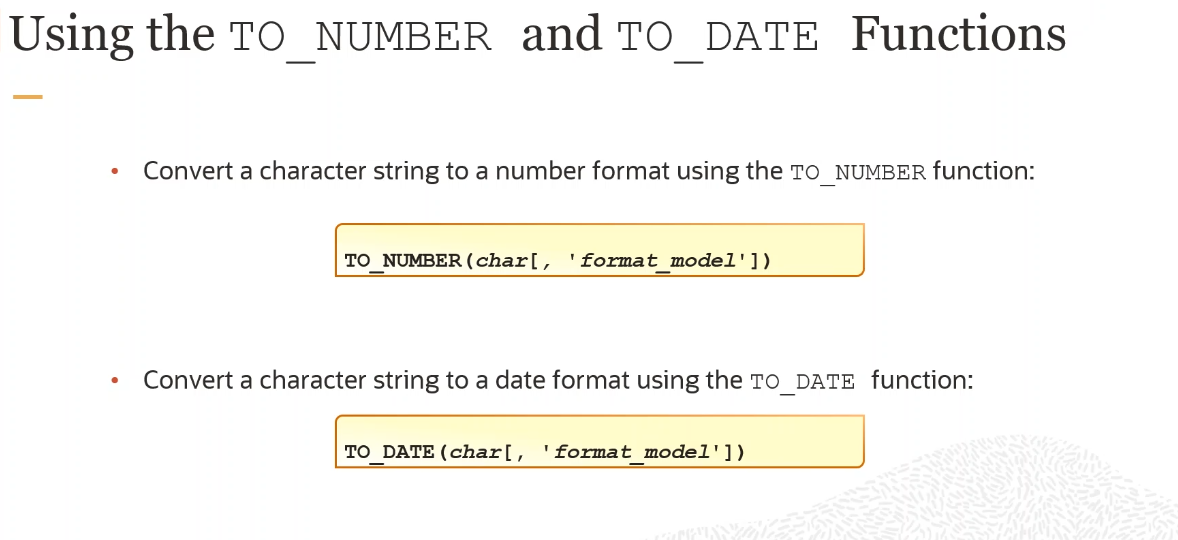 Using the TO_NUMBER and TO_DATE Functions
• Convert a character string to a number format using the TO_NUMBER function:
TO_NUMBER(char[, 'format_model'])
• Convert a character string to a date format using the TO_DATE function:
TO_DATE(char[, 'format_model'])